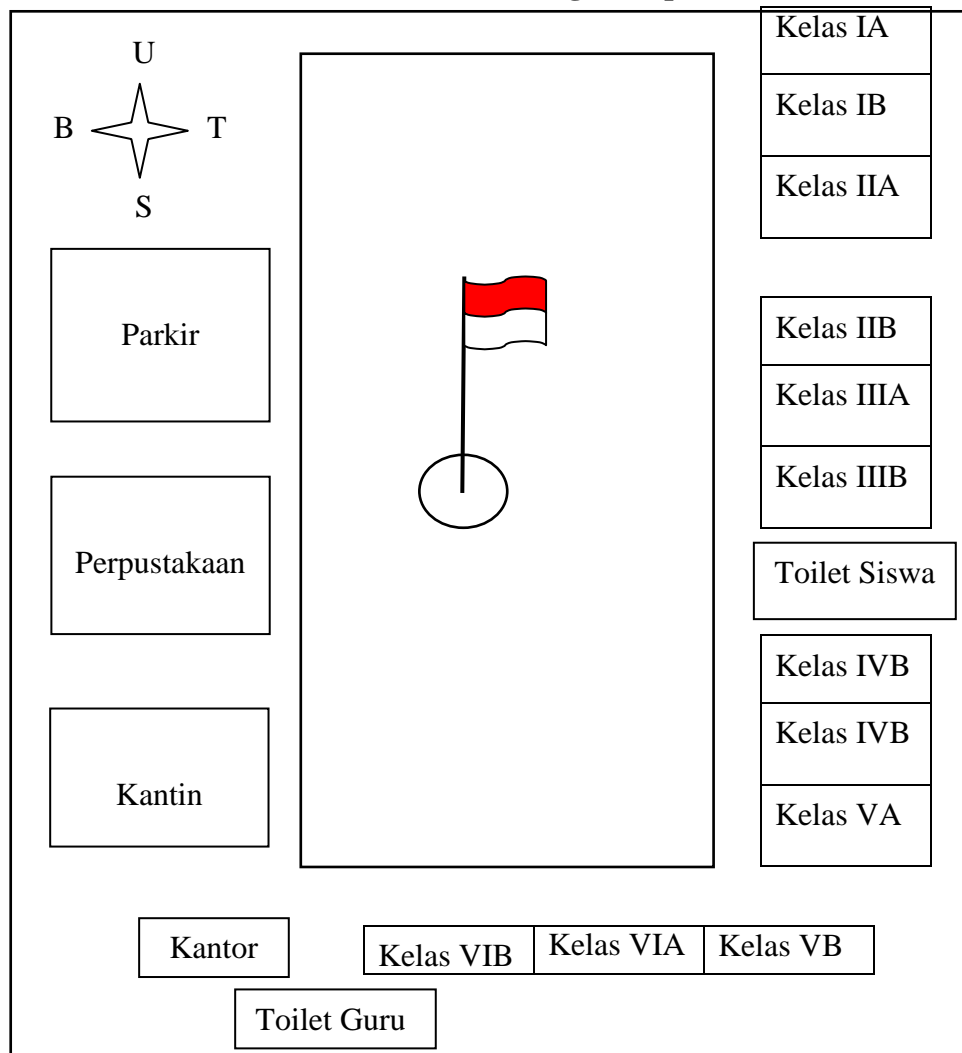 U
B
T
S
Parkir
Perpustakaan
Kantin
Kelas IA
Kelas IB
Kelas IIA
Kelas IIB
Kelas IIIA
Kelas IIIB
Toilet Siswa
Kelas IVB
Kelas IVB
Kelas VA
Kantor
Kelas VIB
Kelas VIA
Kelas VB
Toilet Guru